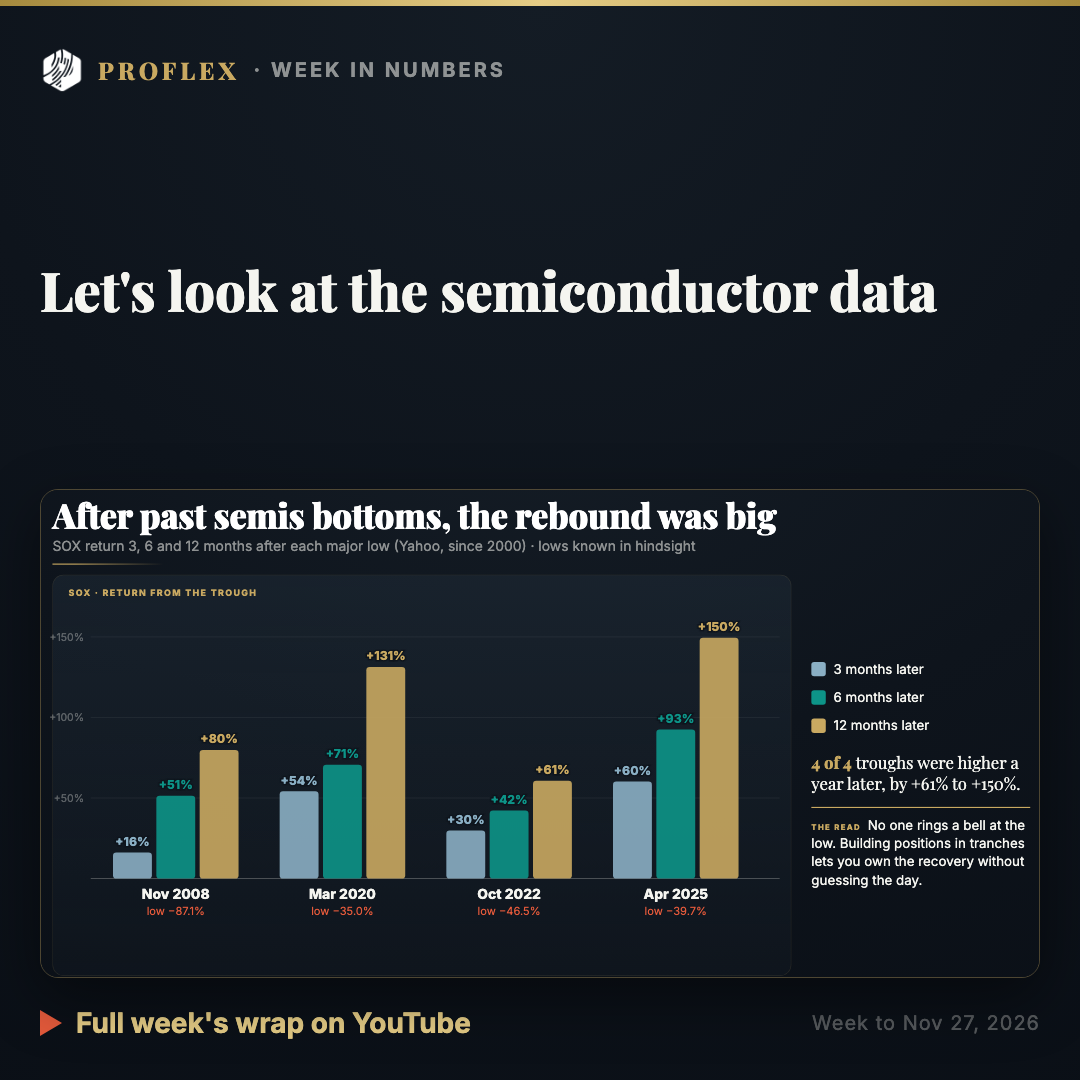 PROFLEX · WEEK IN NUMBERS
Let's look at the semiconductor data
After past semis bottoms, the rebound was big
SOX return 3, 6 and 12 months after each major low (Yahoo, since 2000) · lows known in hindsight
SOX · RETURN FROM THE TROUGH
+150%
+100%
+50%
+16%
+51%
+80%
+54%
+71%
+131%
+30%
+42%
+61%
+60%
+93%
+150%
Nov 2008
low −87.1%
Mar 2020
low −35.0%
Oct 2022
low −46.5%
Apr 2025
low −39.7%
3 months later
6 months later
12 months later
4 of 4 troughs were higher a
year later, by +61% to +150%.
THE READ No one rings a bell at the
low. Building positions in tranches
lets you own the recovery without
guessing the day.
Full week's wrap on YouTube
Week to Nov 27, 2026